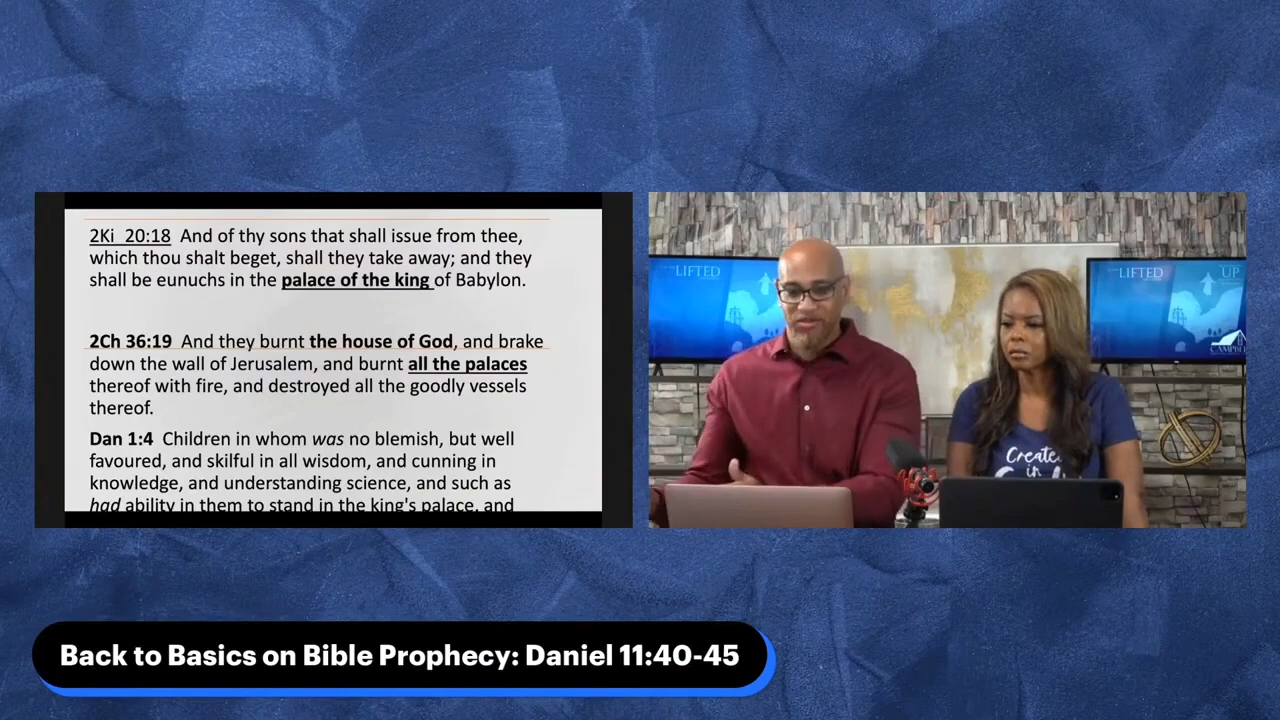 2Ki 20:18 And of thy sons that shall issue from thee,
which thou shalt beget, shall they take away; and they
shall be eunuchs in the palace of the king of Babylon.
2Ch 36:19 And they burnt the house of God, and brake
down the wall of Jerusalem, and burnt all the palaces
thereof with fire, and destroyed all the goodly vessels
thereof.
Dan 1:4 Children in whom was no blemish, but well
favoured, and skilful in all wisdom, and cunning in
knowledge, and understanding science, and such as
had ability in them to stand in the king's palace, and
LIFTED
LIFTED UP
Created
in
Back to Basics on Bible Prophecy: Daniel 11:40-45